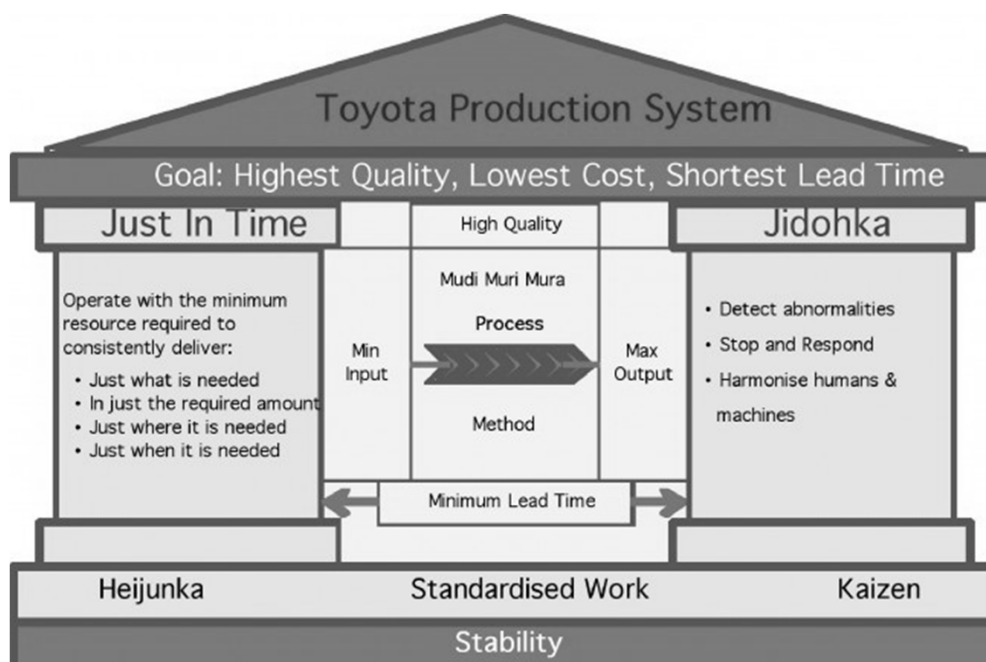 Toyota Production System
Goal: Highest Quality, Lowest Cost, Shortest Lead Time
Just In Time
High Quality
Jidohka
Operate with the minimum
resource required to
consistently deliver:
• Just what is needed
• In just the required amount
• Just where it is needed
• Just when it is needed
Min
Input
Mudi Muri Mura
Process
Method
Max
Output
• Detect abnormalities
• Stop and Respond
• Harmonise humans &
machines
Minimum Lead Time
Heijunka
Standardised Work
Kaizen
Stability